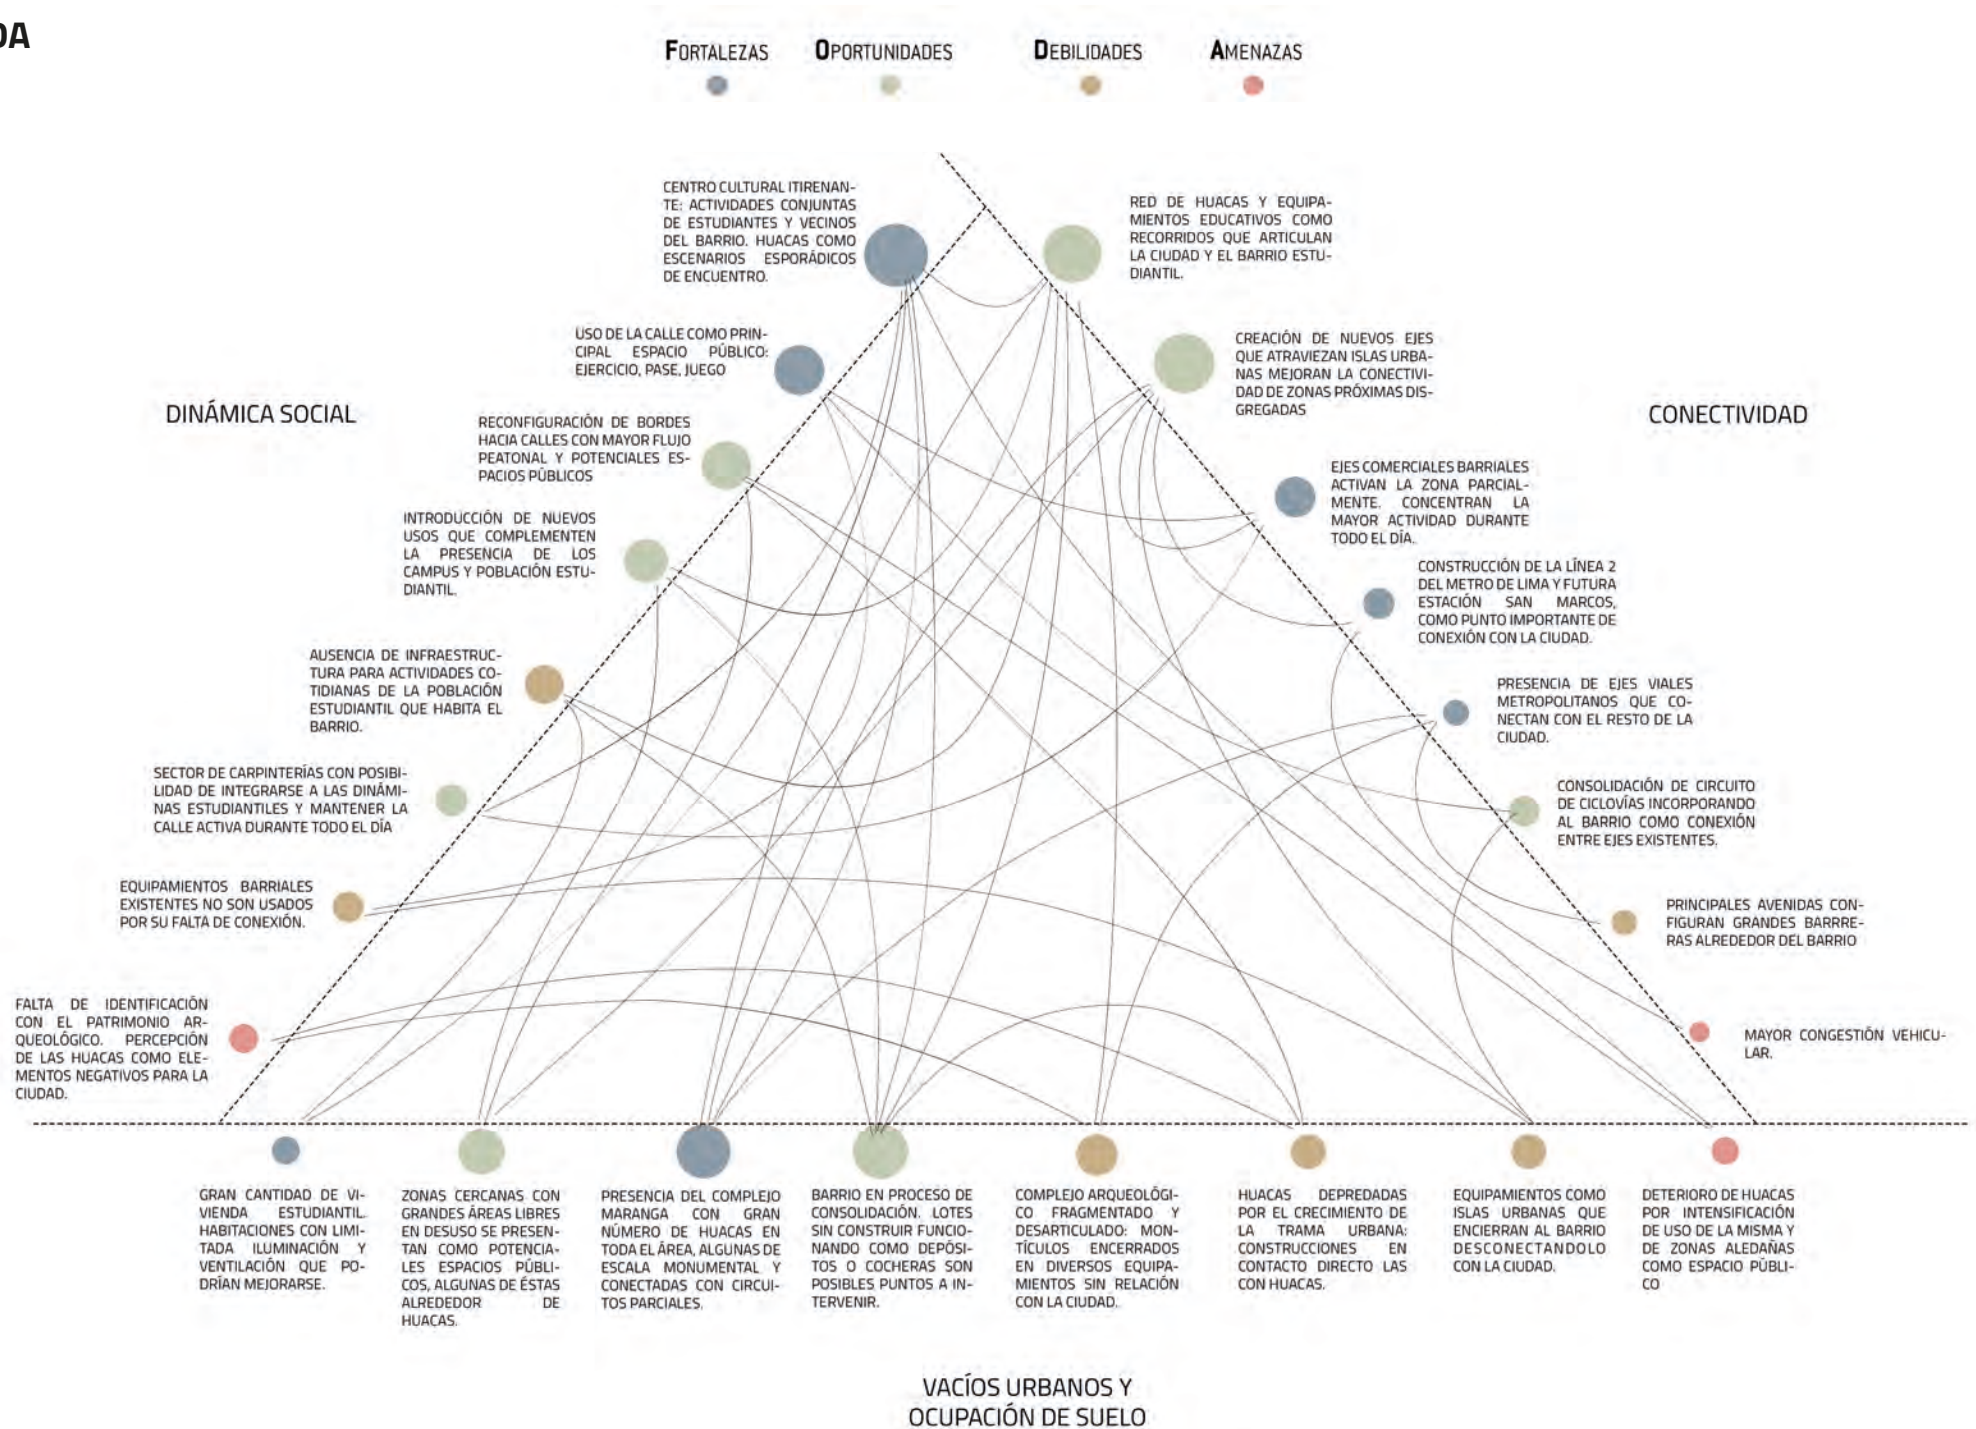 DA
FORTALEZAS
OPORTUNIDADES
DEBILIDADES
AMENAZAS
CENTRO CULTURAL ITIRENAN-
TE: ACTIVIDADES CONJUNTAS
DE ESTUDIANTES Y VECINOS
DEL BARRIO. HUACAS COMO
ESCENARIOS ESPORÁDICOS
DE ENCUENTRO.
RED DE HUACAS Y EQUIPA-
MIENTOS EDUCATIVOS COMO
RECORRIDOS QUE ARTICULAN
LA CIUDAD Y EL BARRIO ESTU-
DIANTIL.
USO DE LA CALLE COMO PRIN-
CIPAL ESPACIO PÚBLICO:
EJERCICIO, PASE, JUEGO
CREACIÓN DE NUEVOS EJES
QUE ATRAVIEZAN ISLAS URBA-
NAS MEJORAN LA CONECTIVI-
DAD DE ZONAS PRÓXIMAS DIS-
GREGADAS
DINÁMICA SOCIAL
CONECTIVIDAD
RECONFIGURACIÓN DE BORDES
HACIA CALLES CON MAYOR FLUJO
PEATONAL Y POTENCIALES ES-
PACIOS PÚBLICOS
EJES COMERCIALES BARRIALES
ACTIVAN LA ZONA PARCIAL-
MENTE. CONCENTRAN LA
MAYOR ACTIVIDAD DURANTE
TODO EL DÍA.
INTRODUCCIÓN DE NUEVOS
USOS QUE COMPLEMENTEN
LA PRESENCIA DE LOS
CAMPUS Y POBLACIÓN ESTU-
DIANTIL.
CONSTRUCCIÓN DE LA LÍNEA 2
DEL METRO DE LIMA Y FUTURA
ESTACIÓN SAN MARCOS,
COMO PUNTO IMPORTANTE DE
CONEXIÓN CON LA CIUDAD.
AUSENCIA DE INFRAESTRUC-
TURA PARA ACTIVIDADES CO-
TIDIANAS DE LA POBLACIÓN
ESTUDIANTIL QUE HABITA EL
BARRIO.
PRESENCIA DE EJES VIALES
METROPOLITANOS QUE CO-
NECTAN CON EL RESTO DE LA
CIUDAD.
SECTOR DE CARPINTERÍAS CON POSIBI-
LIDAD DE INTEGRARSE A LAS DINÁMI-
NAS ESTUDIANTILES Y MANTENER LA
CALLE ACTIVA DURANTE TODO EL DÍA
CONSOLIDACIÓN DE CIRCUITO
DE CICLOVÍAS INCORPORANDO
AL BARRIO COMO CONEXIÓN
ENTRE EJES EXISTENTES.
EQUIPAMIENTOS BARRIALES
EXISTENTES NO SON USADOS
POR SU FALTA DE CONEXIÓN.
PRINCIPALES AVENIDAS CON-
FIGURAN GRANDES BARRRE-
RAS ALREDEDOR DEL BARRIO
FALTA DE IDENTIFICACIÓN
CON EL PATRIMONIO AR-
QUEOLÓGICO. PERCEPCIÓN
DE LAS HUACAS COMO ELE-
MENTOS NEGATIVOS PARA LA
CIUDAD.
MAYOR CONGESTIÓN VEHICU-
LAR.
GRAN CANTIDAD DE VI-
VIENDA ESTUDIANTIL.
HABITACIONES CON LIMI-
TADA ILUMINACIÓN Y
VENTILACIÓN QUE PO-
DRÍAN MEJORARSE.
ZONAS CERCANAS CON
GRANDES ÁREAS LIBRES
EN DESUSO SE PRESEN-
TAN COMO POTENCIA-
LES ESPACIOS PÚBLI-
COS, ALGUNAS DE ÉSTAS
ALREDEDOR DE
HUACAS.
PRESENCIA DEL COMPLEJO
MARANGA CON GRAN
NÚMERO DE HUACAS EN
TODA EL ÁREA, ALGUNAS DE
ESCALA MONUMENTAL Y
CONECTADAS CON CIRCUI-
TOS PARCIALES.
BARRIO EN PROCESO DE
CONSOLIDACIÓN. LOTES
SIN CONSTRUIR FUNCIO-
NANDO COMO DEPÓSI-
TOS O COCHERAS SON
POSIBLES PUNTOS A IN-
TERVENIR.
COMPLEJO ARQUEOLÓGI-
CO FRAGMENTADO Y
DESARTICULADO: MON-
TÍCULOS ENCERRADOS
EN DIVERSOS EQUIPA-
MIENTOS SIN RELACIÓN
CON LA CIUDAD.
HUACAS DEPREDADAS
POR EL CRECIMIENTO DE
LA TRAMA URBANA:
CONSTRUCCIONES EN
CONTACTO DIRECTO LAS
CON HUACAS.
EQUIPAMIENTOS COMO
ISLAS URBANAS QUE
ENCIERRAN AL BARRIO
DESCONECTANDOLO
CON LA CIUDAD.
DETERIORO DE HUACAS
POR INTENSIFICACIÓN
DE USO DE LA MISMA Y
DE ZONAS ALEDAÑAS
COMO ESPACIO PÚBLI-
CO
VACÍOS URBANOS Y
OCUPACIÓN DE SUELO